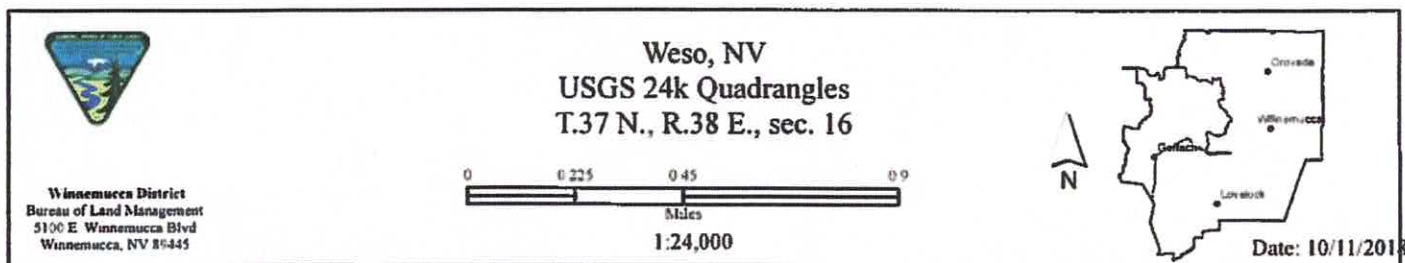 Winnemucca District
Bureau of Land Management
5100 E. Winnemucca Blvd
Winnemucca, NV 89445
Weso, NV
USGS 24k Quadrangles
T.37 N., R.38 E., sec. 16
0 0.225 0.45 0.9
Miles
1:24,000
N
Orovada
Winnemucca
Gerlach
Lovelock
Date: 10/11/2018